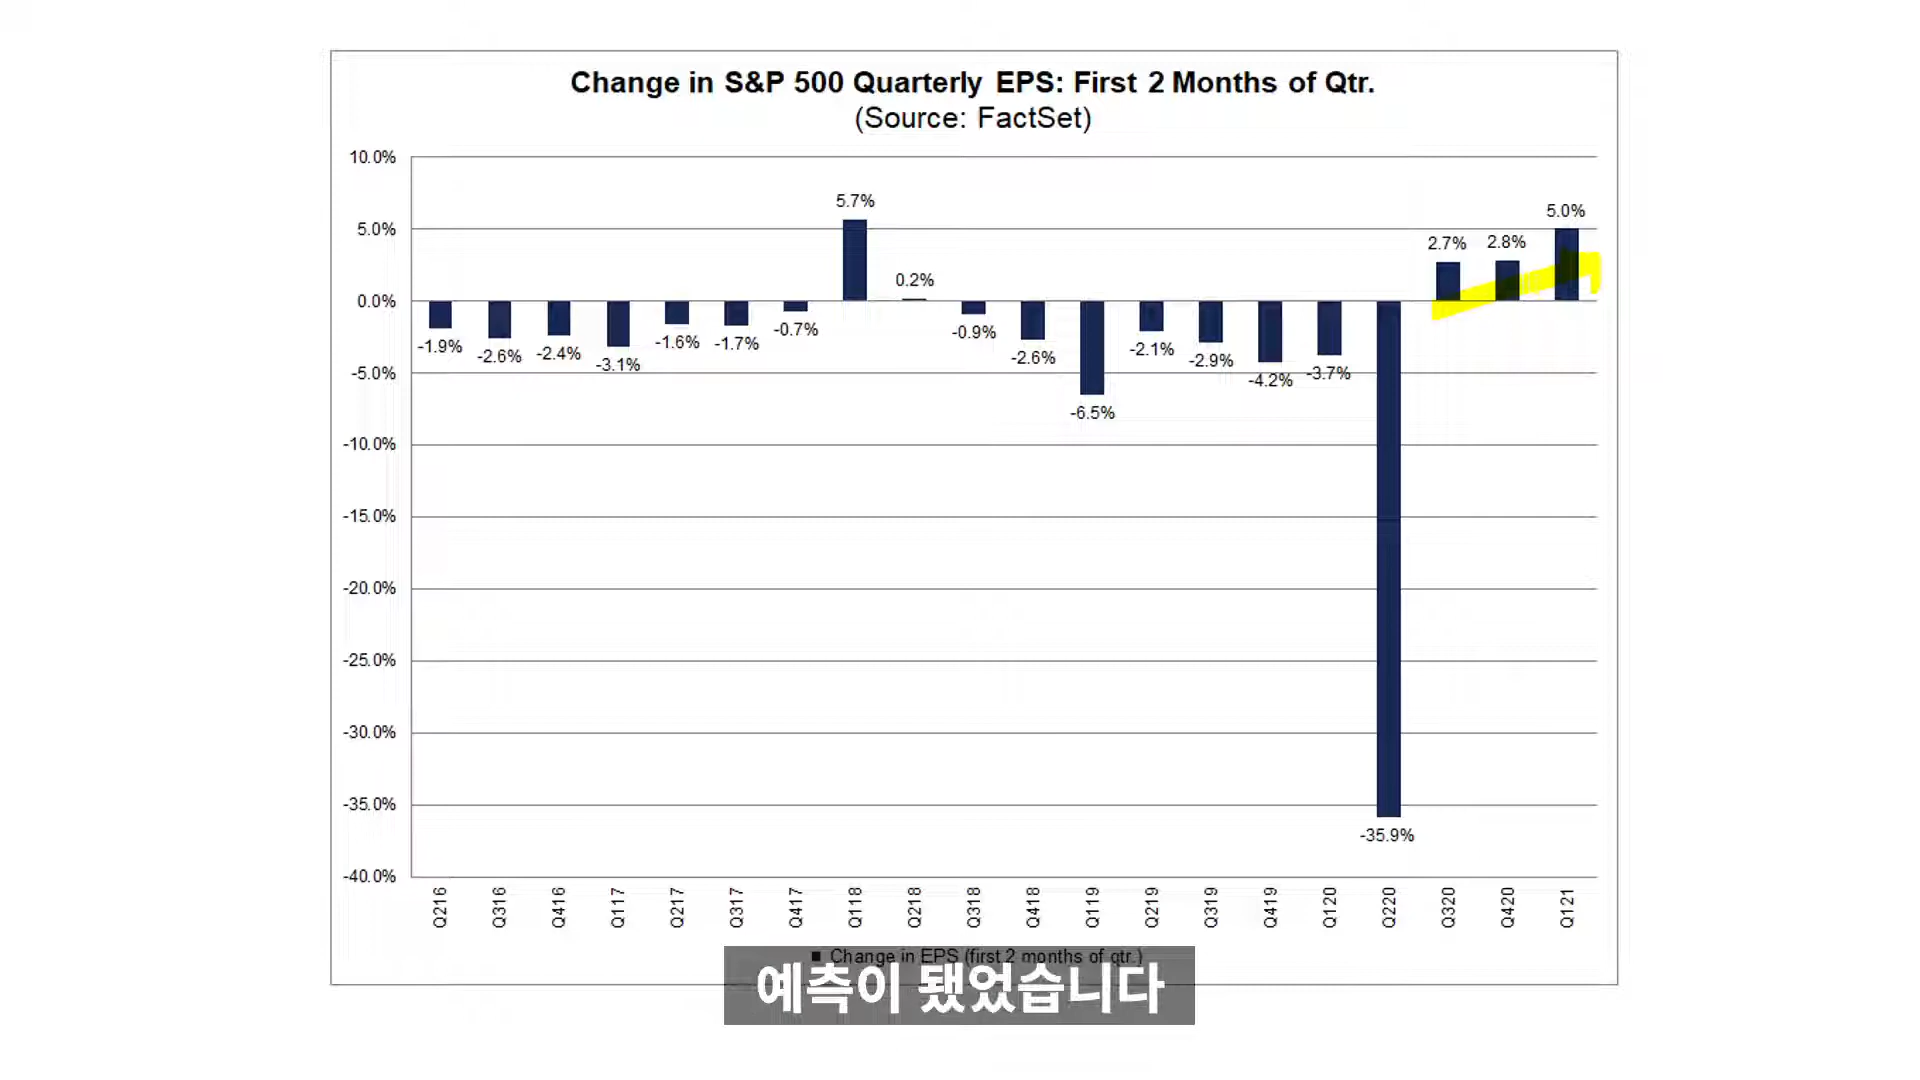 Change in S&P 500 Quarterly EPS: First 2 Months of Qtr.
(Source: FactSet)
10.0%
5.0%
0.0%
-5.0%
-10.0%
-15.0%
-20.0%
-25.0%
-30.0%
-35.0%
-40.0%
-1.9%
-2.6%
-2.4%
-3.1%
-1.6%
-1.7%
-0.7%
5.7%
0.2%
-0.9%
-2.6%
-6.5%
-2.1%
-2.9%
-4.2%
-3.7%
-35.9%
2.7%
2.8%
5.0%
Q216
Q316
Q416
Q117
Q217
Q317
Q417
Q118
Q218
Q318
Q418
Q119
Q219
Q319
Q419
Q120
Q220
Q320
Q420
Q121
Change in EPS (first 2 months of qtr.)
예측이 됐었습니다